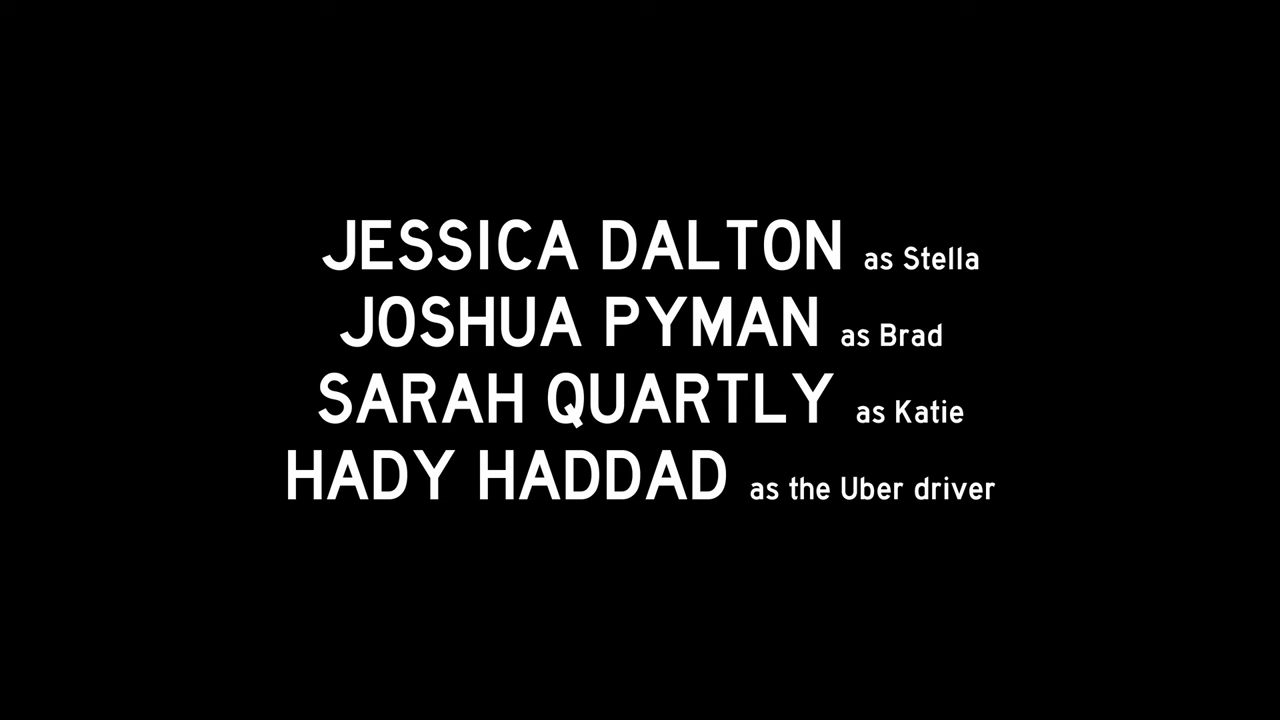 JESSICA DALTON as Stella
JOSHUA PYMAN as Brad
SARAH QUARTLY as Katie
HADY HADDAD as the Uber driver